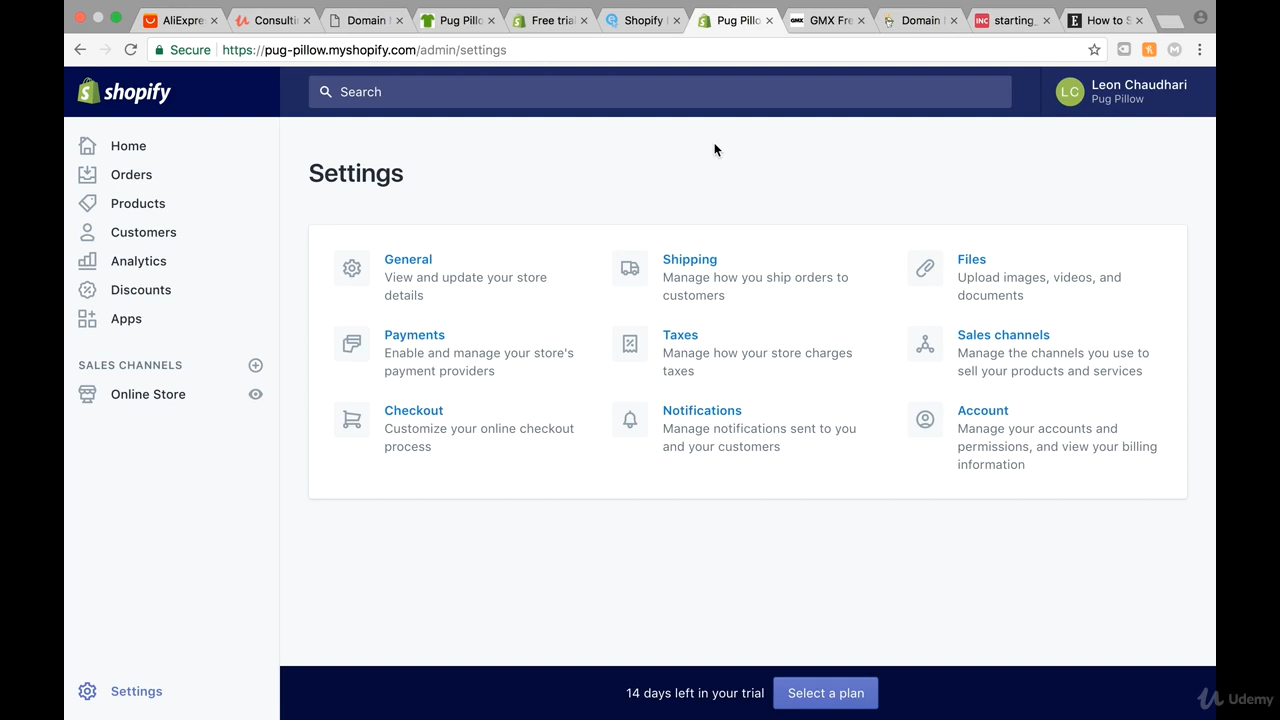 AliExpre
Consulti
Domain
Pug Pill
Free tria
Shopify
Pug Pillo
GMX Fre
Domain
starting_
How to S
Secure
https://pug-pillow.myshopify.com/admin/settings
shopify
Search
LC
Leon Chaudhari
Pug Pillow
Home
Orders
Products
Customers
Analytics
Discounts
Apps
SALES CHANNELS
Online Store
Settings
Settings
General
View and update your store
details
Shipping
Manage how you ship orders to
customers
Files
Upload images, videos, and
documents
Payments
Enable and manage your store's
payment providers
Taxes
Manage how your store charges
taxes
Sales channels
Manage the channels you use to
sell your products and services
Checkout
Customize your online checkout
process
Notifications
Manage notifications sent to you
and your customers
Account
Manage your accounts and
permissions, and view your billing
information
14 days left in your trial
Select a plan
Udemy